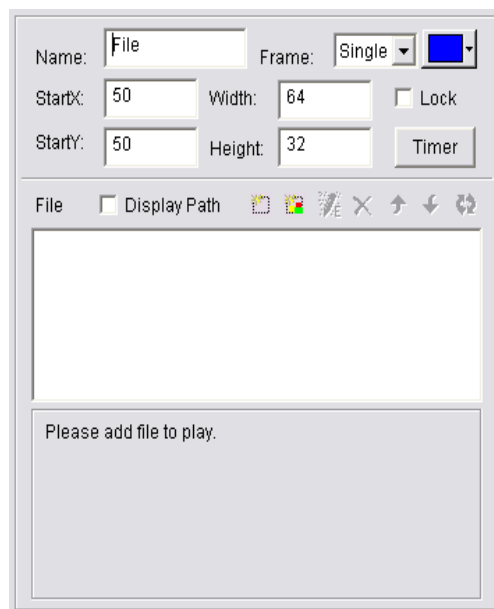 Name: File Frame: Single
StartX: 50 Width: 64 Lock
StartY: 50 Height: 32 Timer
File Display Path
Please add file to play.